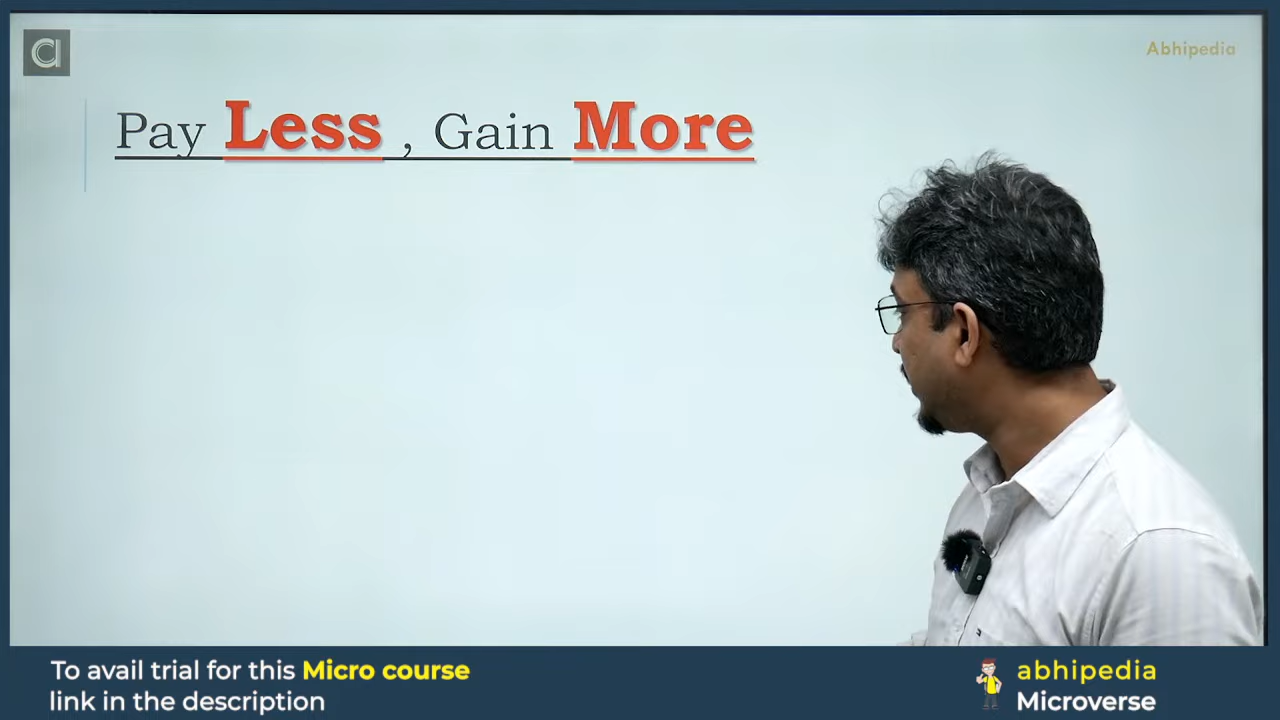 Abhipedia
Pay Less , Gain More
To avail trial for this Micro course
link in the description
abhipedia
Microverse